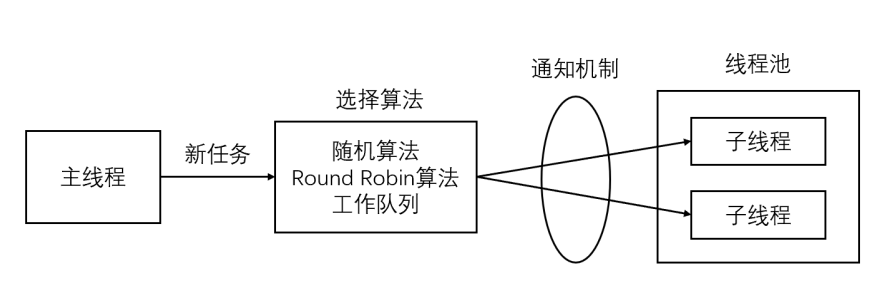 主线程
新任务
选择算法
随机算法
Round Robin算法
工作队列
通知机制
线程池
子线程
子线程